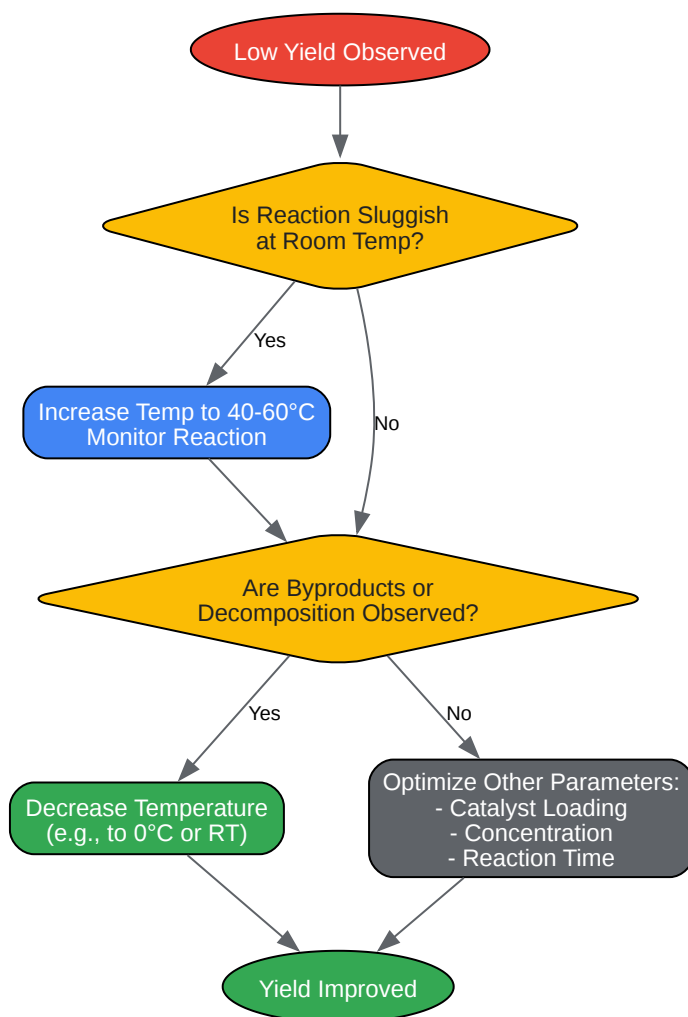 Low Yield Observed
Is Reaction Sluggish
at Room Temp?
Yes
Increase Temp to 40-60°C
Monitor Reaction
No
Are Byproducts or
Decomposition Observed?
Yes
No
Decrease Temperature
(e.g., to 0°C or RT)
Optimize Other Parameters:
- Catalyst Loading
- Concentration
- Reaction Time
Yield Improved